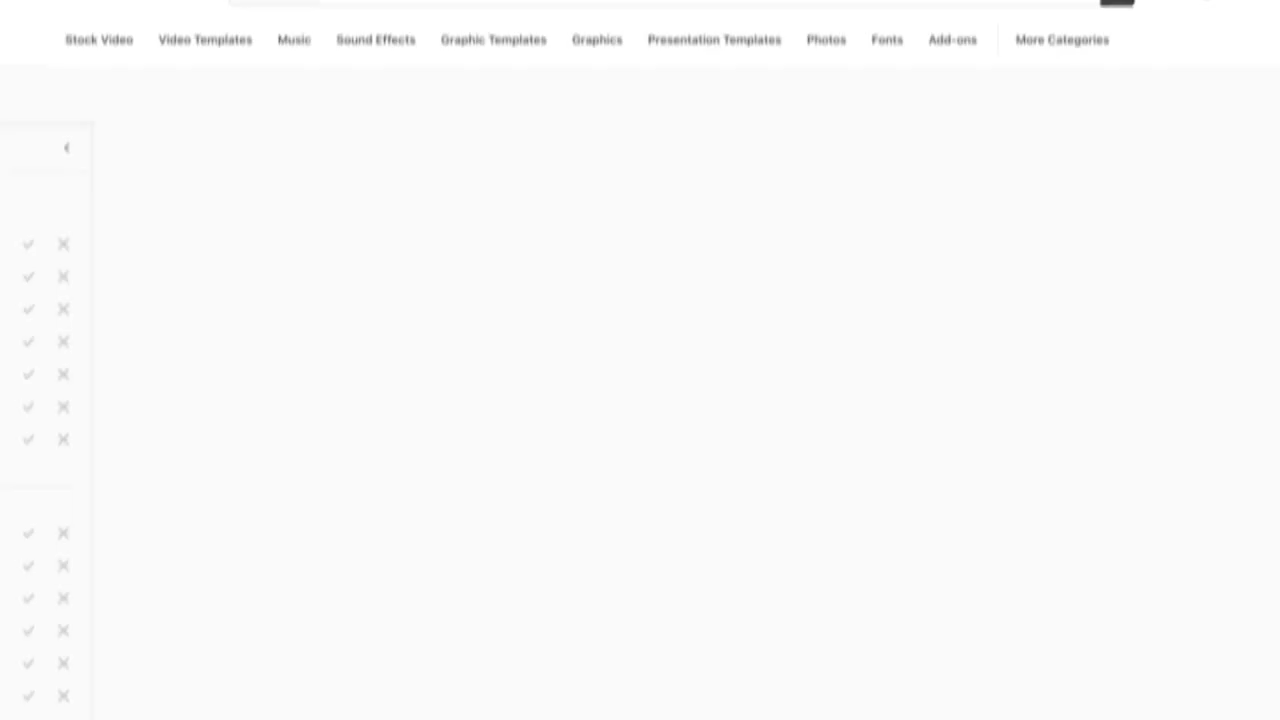 Stock Video Video Templates Music Sound Effects Graphic Templates Graphics Presentation Templates Photos Fonts Add-ons More Categories